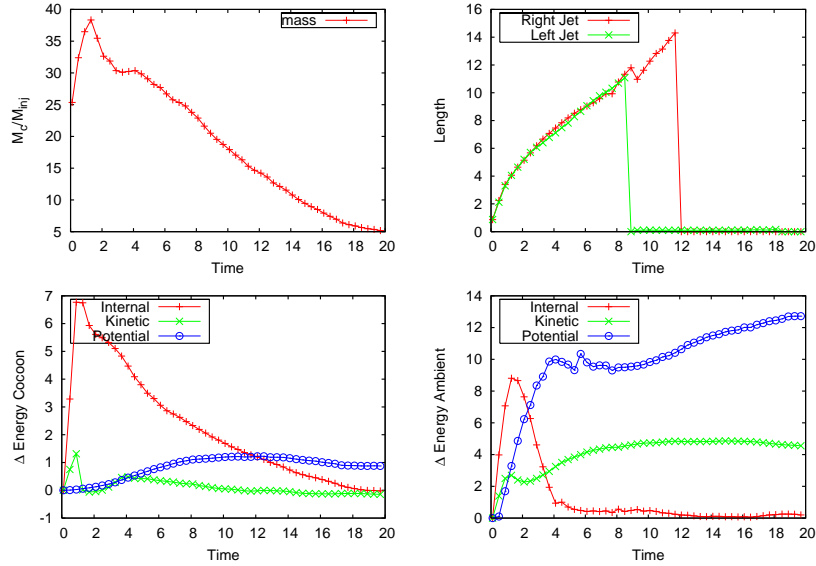 mass
40
35
30
25
20
15
10
5
M_c/M_inj
0 2 4 6 8 10 12 14 16 18 20
Time
Right Jet
Left Jet
16
14
12
10
8
6
4
2
0
Length
0 2 4 6 8 10 12 14 16 18 20
Time
Internal
Kinetic
Potential
7
6
5
4
3
2
1
0
-1
Δ Energy Cocoon
0 2 4 6 8 10 12 14 16 18 20
Time
Internal
Kinetic
Potential
14
12
10
8
6
4
2
0
Δ Energy Ambient
0 2 4 6 8 10 12 14 16 18 20
Time